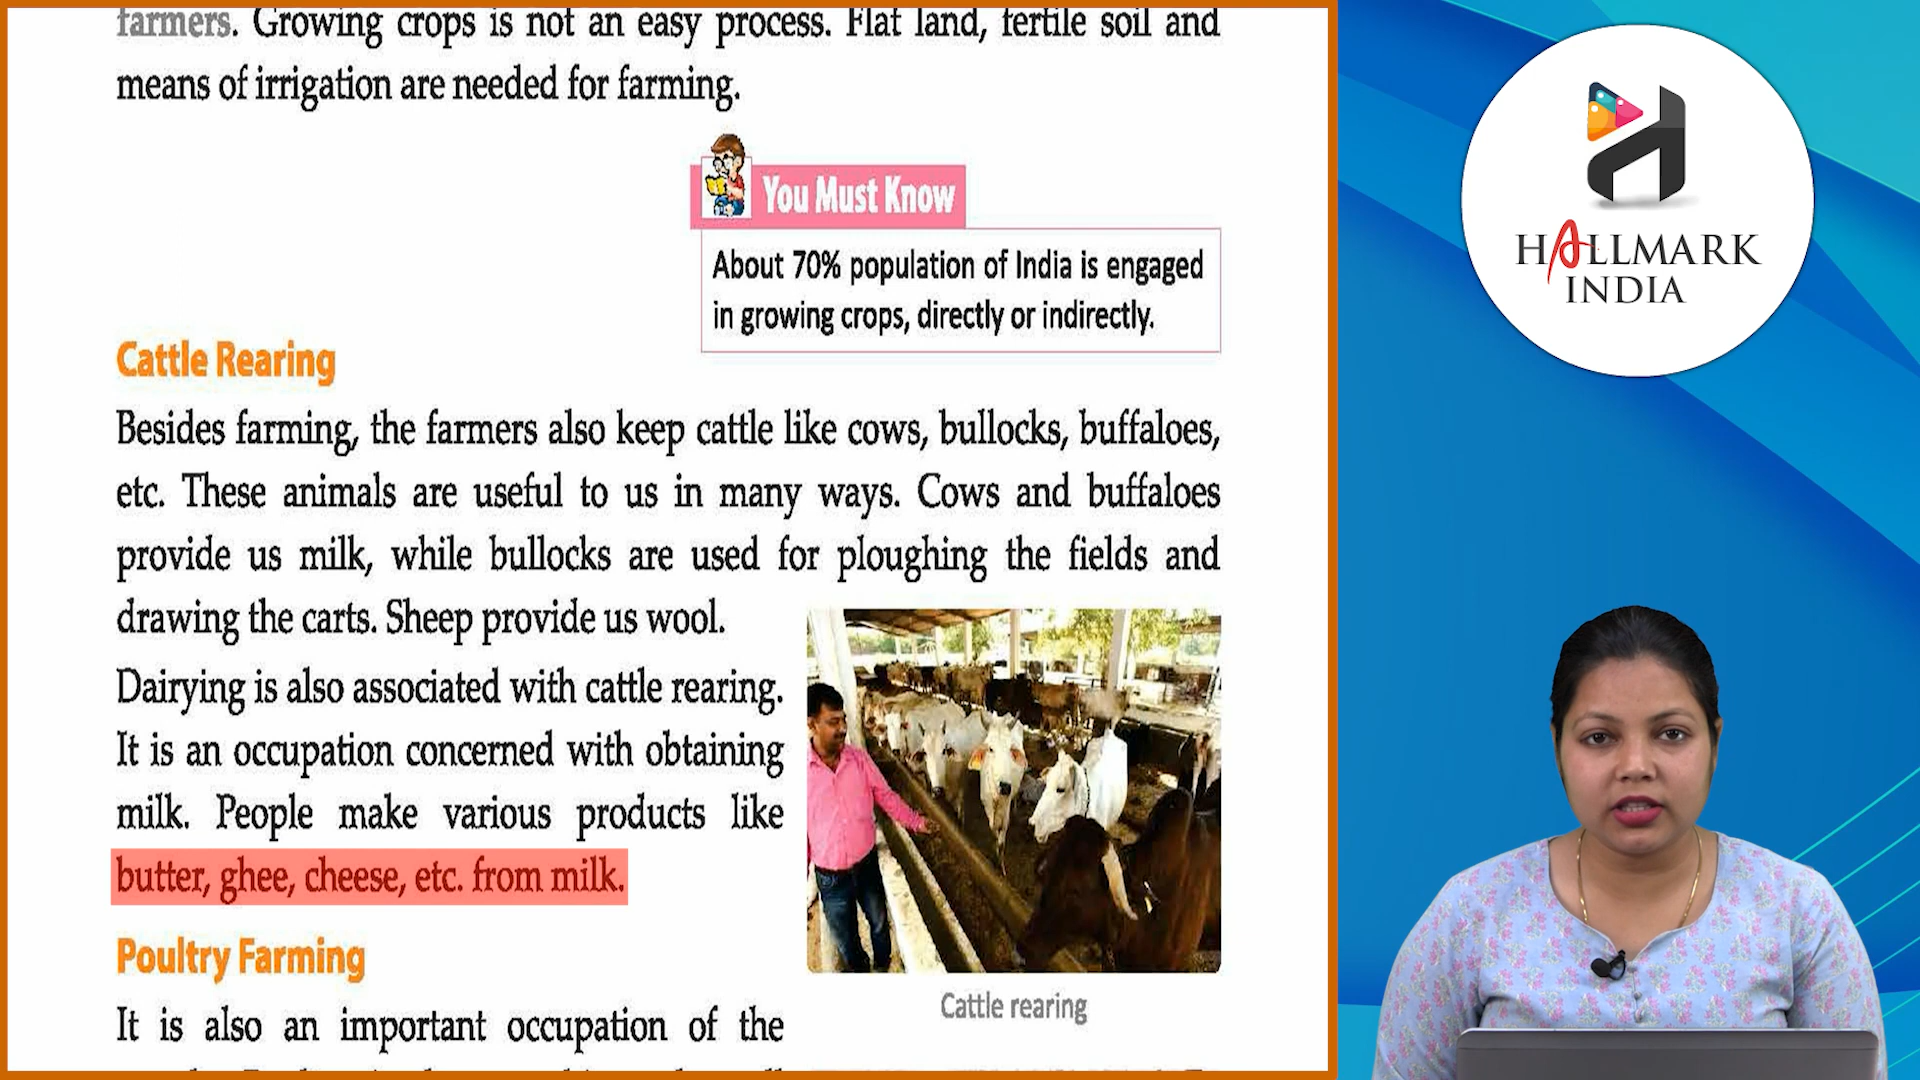 farmers. Growing crops is not an easy process. Flat land, fertile soil and
means of irrigation are needed for farming.
You Must Know
About 70% population of India is engaged
in growing crops, directly or indirectly.
Cattle Rearing
Besides farming, the farmers also keep cattle like cows, bullocks, buffaloes,
etc. These animals are useful to us in many ways. Cows and buffaloes
provide us milk, while bullocks are used for ploughing the fields and
drawing the carts. Sheep provide us wool.
Dairying is also associated with cattle rearing.
It is an occupation concerned with obtaining
milk. People make various products like
butter, ghee, cheese, etc. from milk.
Cattle rearing
Poultry Farming
It is also an important occupation of the
HALLMARK
INDIA